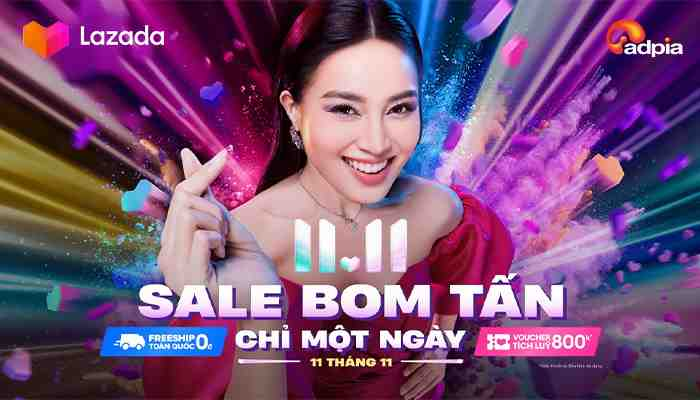 Lazada
adpia
11.11
SALE BOM TẤN
FREESHIP
TOÀN QUỐC 0Đ
CHỈ MỘT NGÀY
VOUCHER
TÍCH LUỸ 800K
11 THÁNG 11